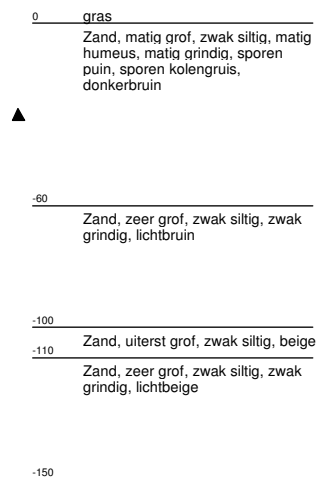 0 gras
Zand, matig grof, zwak siltig, matig
humeus, matig grindig, sporen
puin, sporen kolengruis,
donkerbruin
-60
Zand, zeer grof, zwak siltig, zwak
grindig, lichtbruin
-100
Zand, uiterst grof, zwak siltig, beige
-110
Zand, zeer grof, zwak siltig, zwak
grindig, lichtbeige
-150